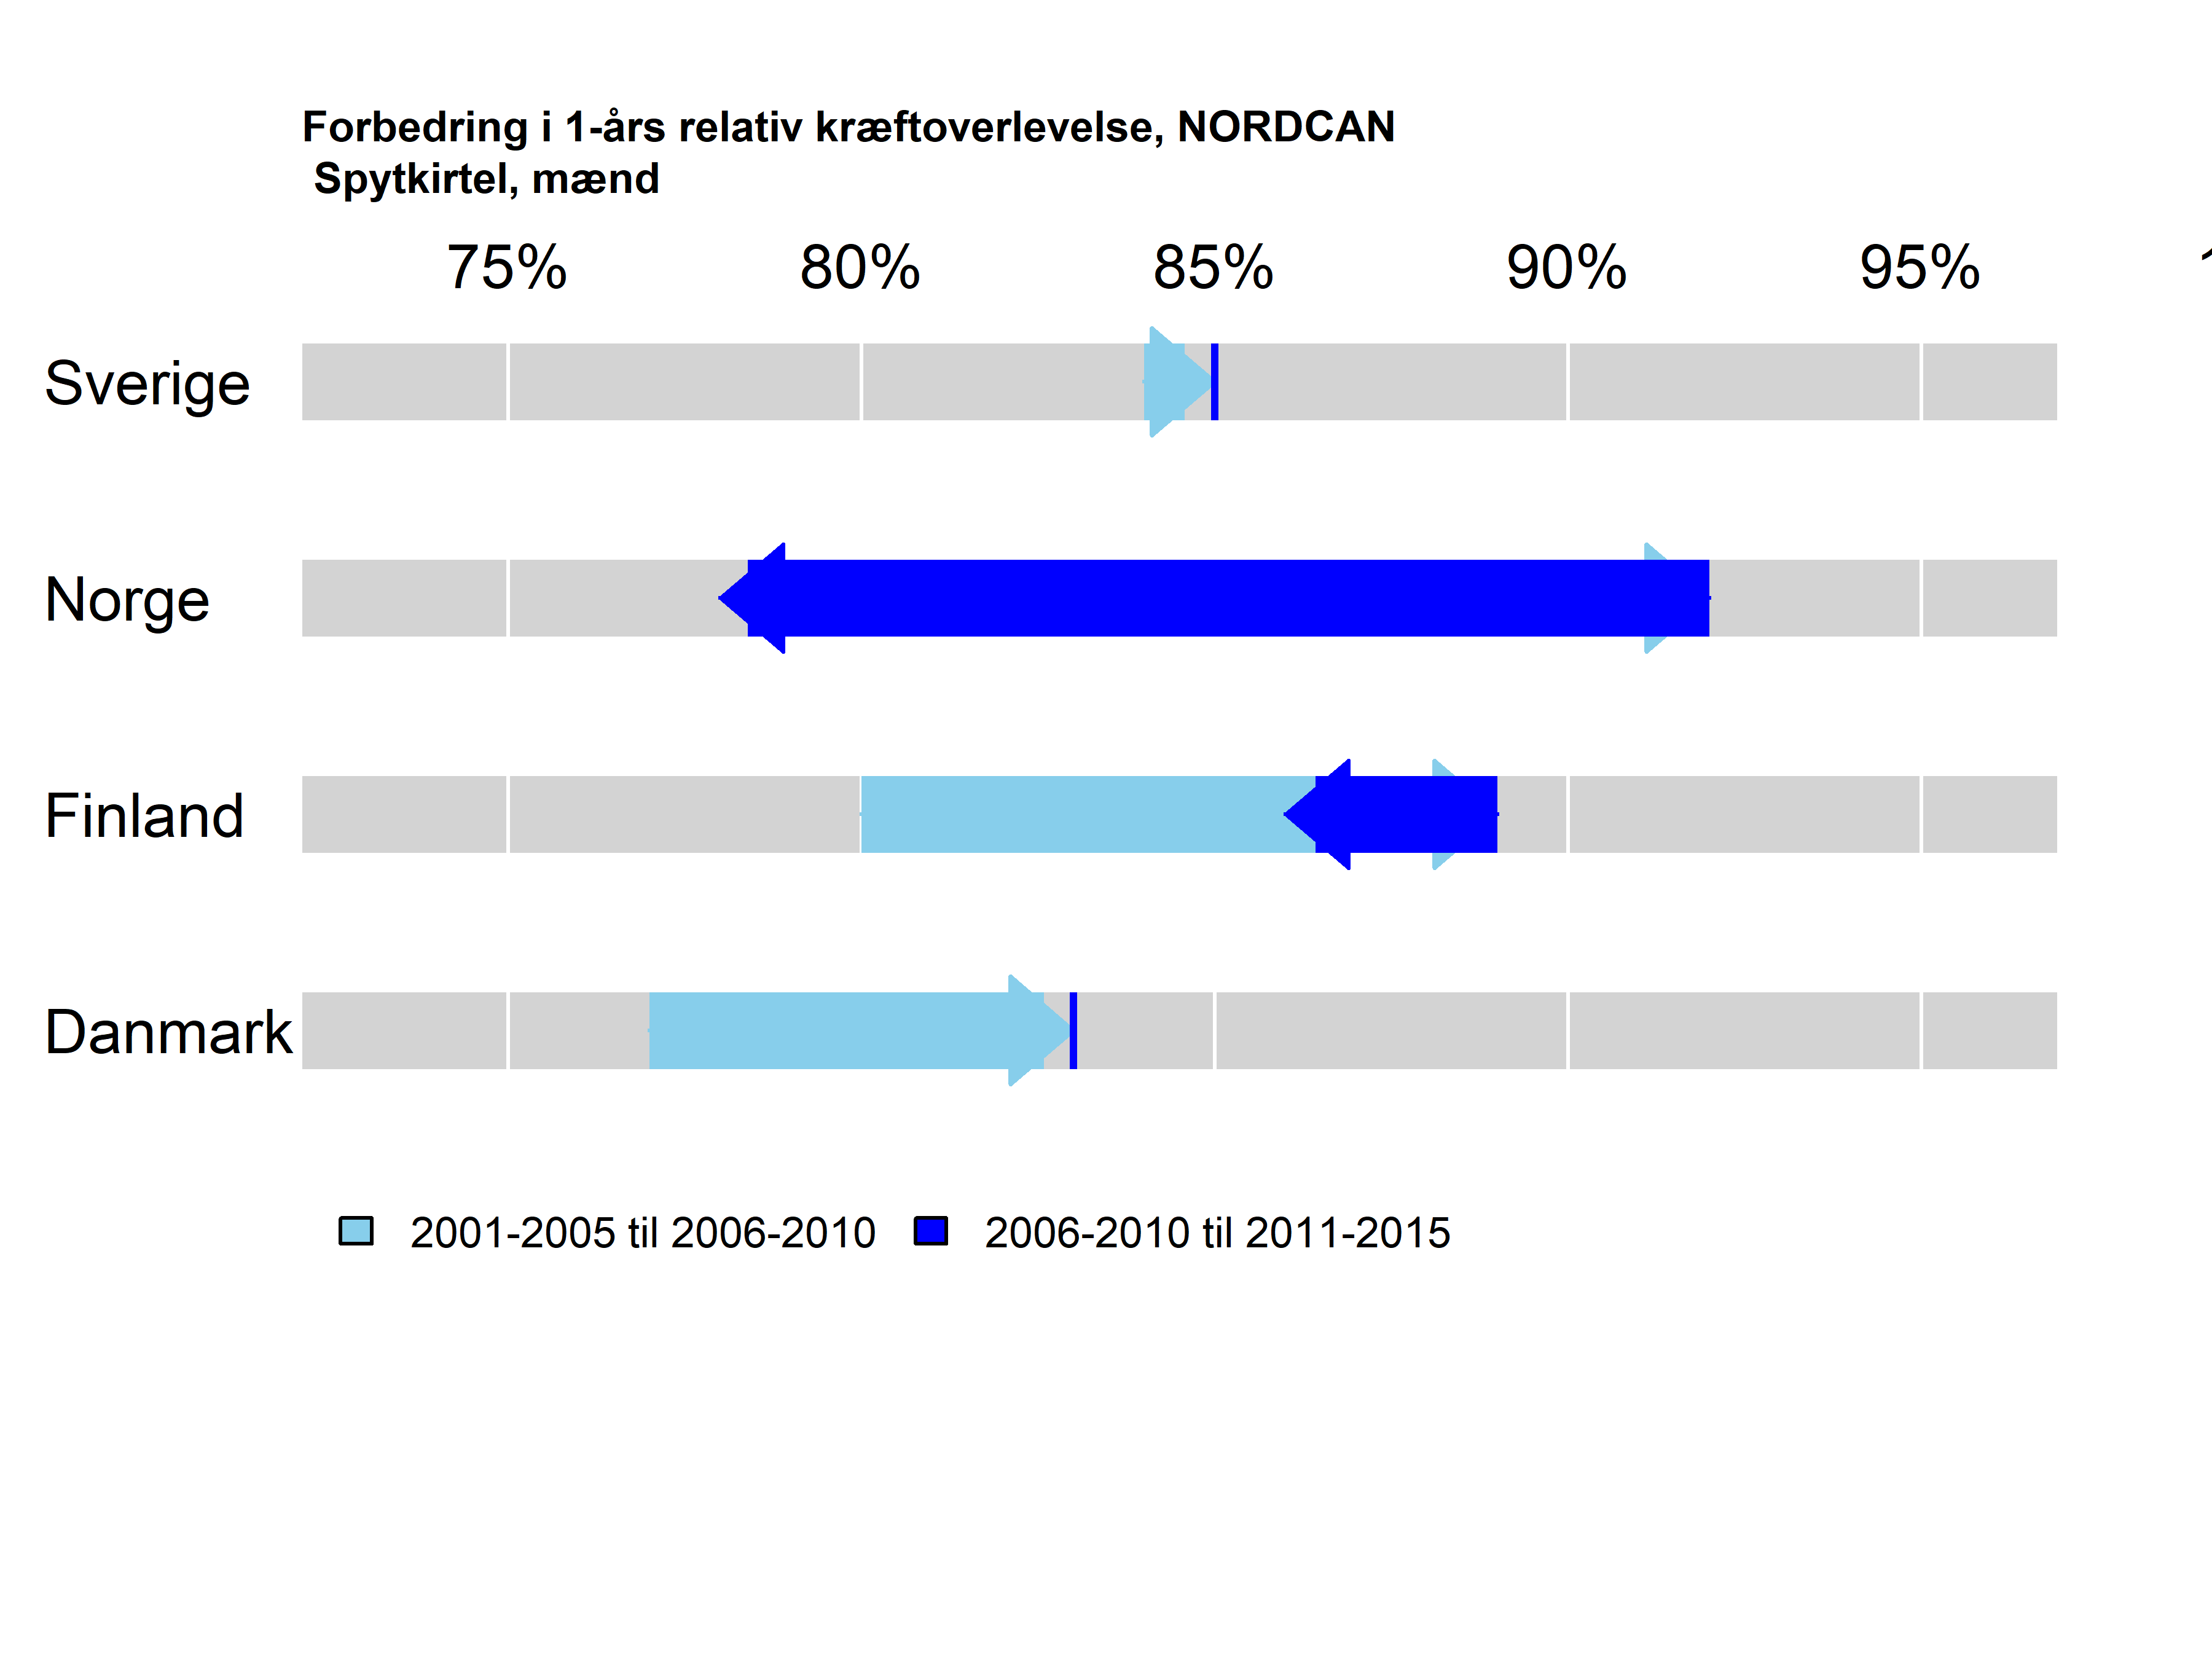 Forbedring i 1-års relativ kræftoverlevelse, NORDCAN
Spytkirtel, mænd
75% 80% 85% 90% 95%
Sverige
Norge
Finland
Danmark
2001-2005 til 2006-2010 2006-2010 til 2011-2015